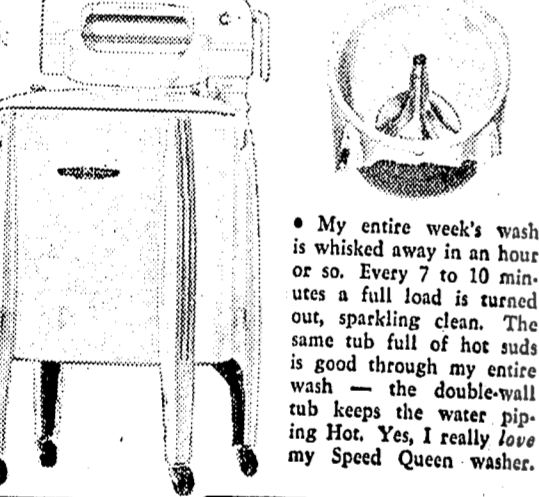 • My entire week's wash
is whisked away in an hour
or so. Every 7 to 10 min-
utes a full load is turned
out, sparkling clean. The
same tub full of hot suds
is good through my entire
wash — the double-wall
tub keeps the water pip-
ing Hot. Yes, I really love
my Speed Queen washer.